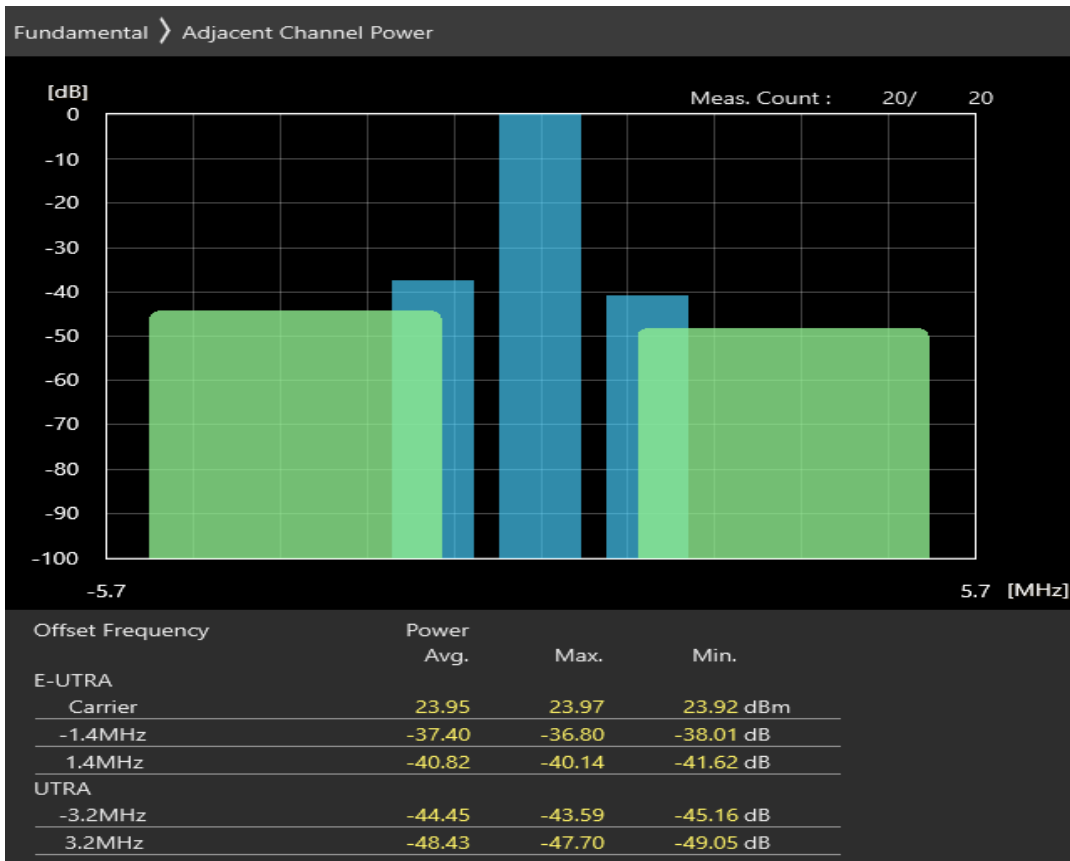 Fundamental 〉 Adjacent Channel Power
[dB]
Meas. Count : 20/ 20
0
-10
-20
-30
-40
-50
-60
-70
-80
-90
-100
-5.7 5.7 [MHz]
Offset Frequency Power
Avg. Max. Min.
E-UTRA
Carrier 23.95 23.97 23.92 dBm
-1.4MHz -37.40 -36.80 -38.01 dB
1.4MHz -40.82 -40.14 -41.62 dB
UTRA
-3.2MHz -44.45 -43.59 -45.16 dB
3.2MHz -48.43 -47.70 -49.05 dB